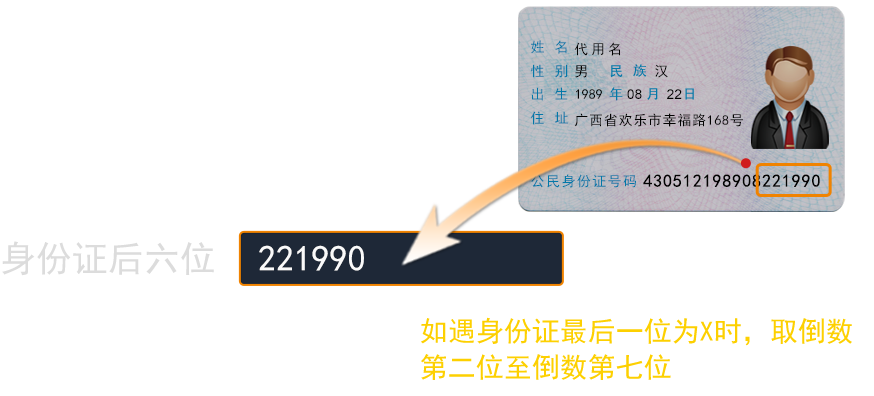 姓 名 代用名
性 别 男 民 族 汉
出 生 1989 年 08 月 22日
住 址 广西省欢乐市幸福路168号
公民身份证号码 430512198908221990
身份证后六位 221990
如遇身份证最后一位为X时，取倒数
第二位至倒数第七位